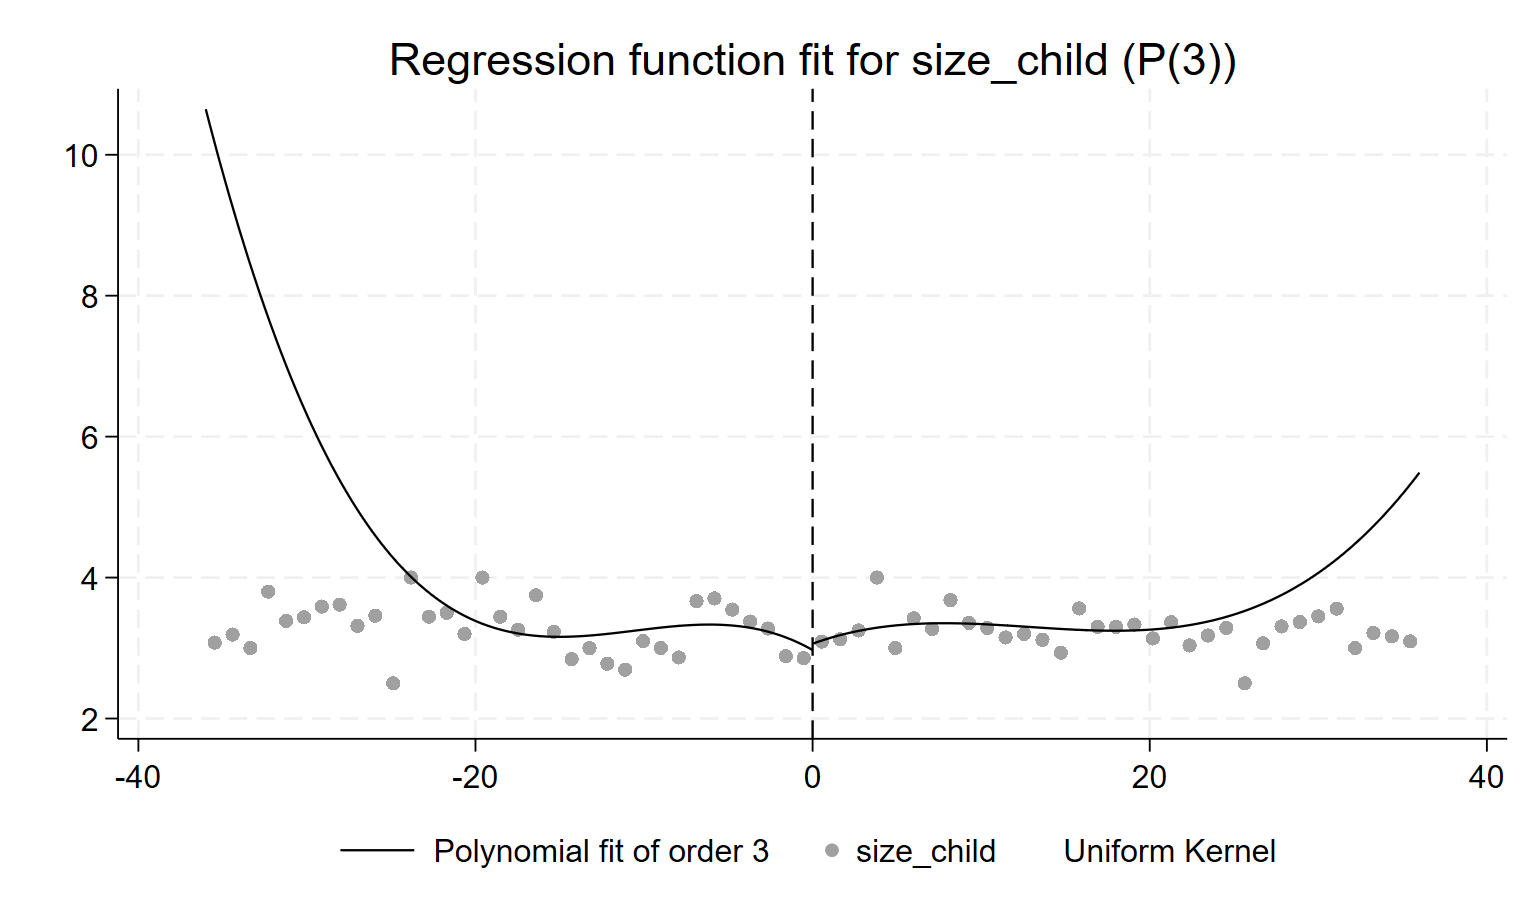 Regression function fit for size_child (P(3))
10
8
6
4
2
-40 -20 0 20 40
Polynomial fit of order 3 size_child Uniform Kernel